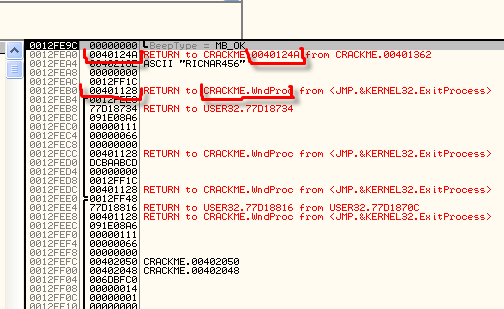 0012FE9C 00000000 BeepType = MB_OK
0012FEA0 0040124A RETURN to CRACKME.0040124A from CRACKME.00401362
ASCII "RICNAR456"
00000000
0012FEAC 0012FF1C
0012FEB0 00401128 RETURN to CRACKME.WndProc from <JMP.&KERNEL32.ExitProcess>
0012FEB8 77D18734 RETURN to USER32.77D18734
0012FEBC 091E08A6
0012FEC0 00000111
0012FEC4 00000066
0012FEC8 00000000
0012FECC 00401128 RETURN to CRACKME.WndProc from <JMP.&KERNEL32.ExitProcess>
0012FED0 DCBAABCD
0012FED4 00000000
0012FED8 0012FF1C
0012FEDC 00401128 RETURN to CRACKME.WndProc from <JMP.&KERNEL32.ExitProcess>
0012FEE0 0012FF48
0012FEE4 77D18816 RETURN to USER32.77D18816 from USER32.77D1870C
0012FEE8 00401128 RETURN to CRACKME.WndProc from <JMP.&KERNEL32.ExitProcess>
0012FEEC 091E08A6
0012FEF0 00000111
0012FEF4 00000066
0012FEF8 00000000
0012FEFC 00402050 CRACKME.00402050
0012FF00 00402048 CRACKME.00402048
0012FF04 006DBFC0
0012FF08 00000014
0012FF0C 00000001
0012FF10 00000000